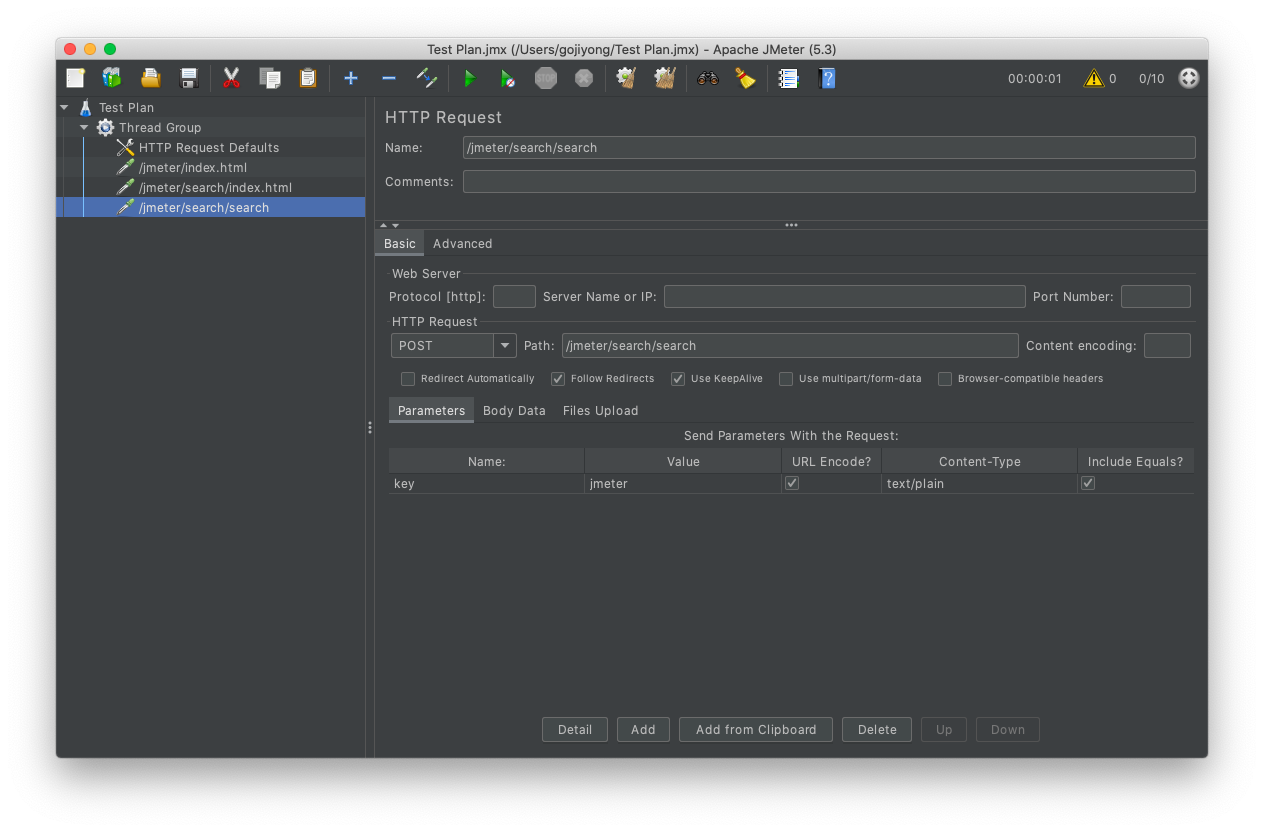 Test Plan.jmx (/Users/gojiyong/Test Plan.jmx) - Apache JMeter (5.3)
STOP
00:00:01
0
0/10
Test Plan
Thread Group
HTTP Request Defaults
/jmeter/index.html
/jmeter/search/index.html
/jmeter/search/search
HTTP Request
Name: /jmeter/search/search
Comments:
Basic Advanced
Web Server
Protocol [http]: Server Name or IP: Port Number:
HTTP Request
POST Path: /jmeter/search/search Content encoding:
Redirect Automatically Follow Redirects Use KeepAlive Use multipart/form-data Browser-compatible headers
Parameters Body Data Files Upload
Send Parameters With the Request:
Name: Value URL Encode? Content-Type Include Equals?
key jmeter text/plain
Detail Add Add from Clipboard Delete Up Down